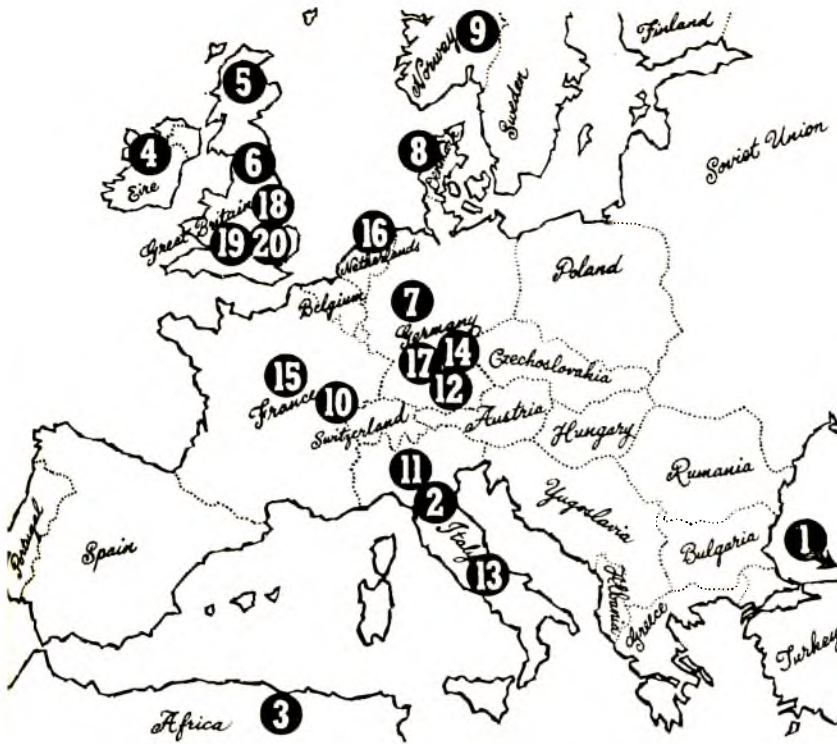 9
Finland
Norway
5
Sweden
Soviet Union
4
8
Denmark
6
Eire
18
Great Britain
16
19
20
Netherlands
Poland
Belgium
7
Germany
14
17
Czechoslovakia
15
12
France
10
Austria
Switzerland
Hungary
11
Rumania
2
Yugoslavia
Portugal
Spain
Italy
Bulgaria
1
13
Albania
Greece
Turkey
3
Africa